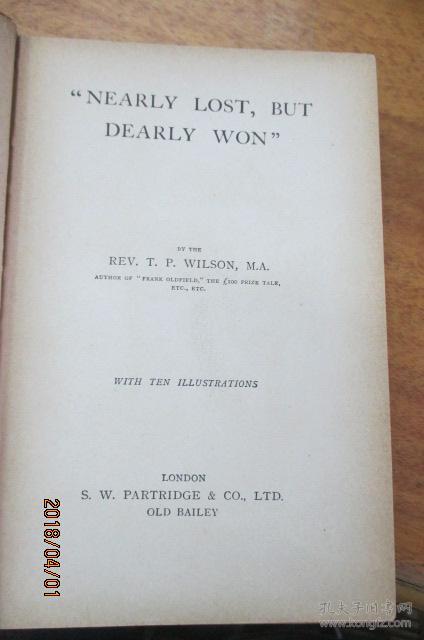 “NEARLY LOST, BUT
DEARLY WON”
BY THE
REV. T. P. WILSON, M.A.
AUTHOR OF “FRANK OLDFIELD,” THE £100 PRIZE TALE,
ETC., ETC.
WITH TEN ILLUSTRATIONS
LONDON
S. W. PARTRIDGE & CO., LTD.
OLD BAILEY
2018/04/01
孔夫子旧书网
www.kongfz.com